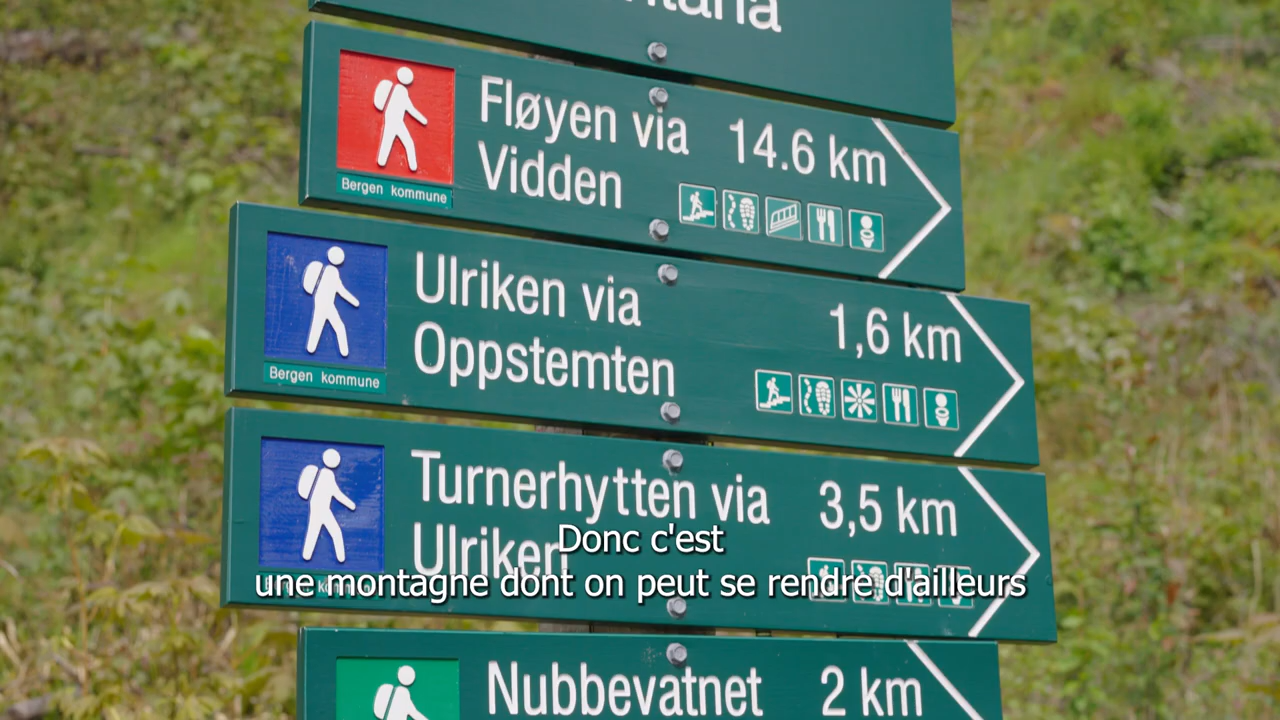 Fløyen via 14.6 km
Vidden
Bergen kommune
Ulriken via
1,6 km
Oppstemten
Bergen kommune
Turnerhytten via 3,5 km
Ulriken
Donc c'est
une montagne dont on peut se rendre d'ailleurs
Nubbevatnet 2 km